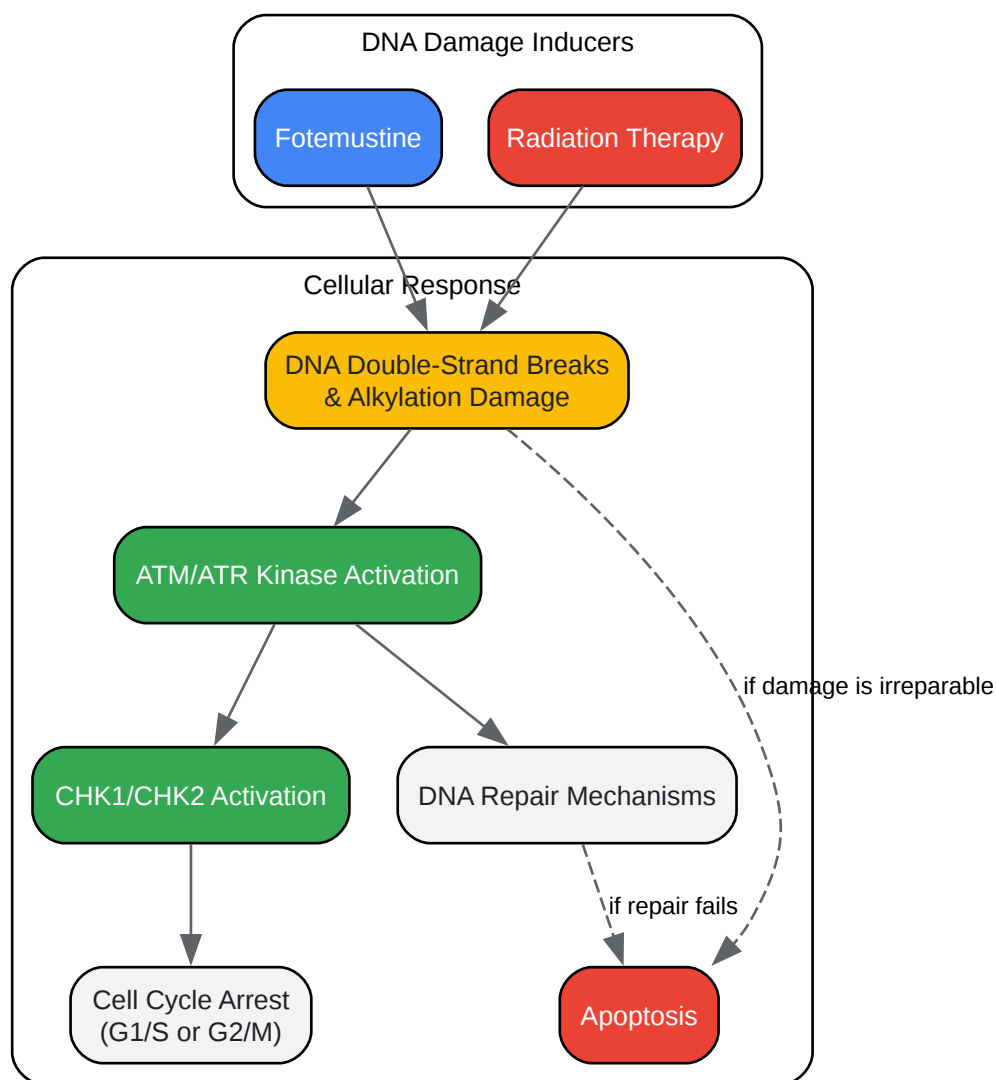 DNA Damage Inducers
Fotemustine
Radiation Therapy
Cellular Response
DNA Double-Strand Breaks
& Alkylation Damage
ATM/ATR Kinase Activation
if damage is irreparable
CHK1/CHK2 Activation
DNA Repair Mechanisms
if repair fails
Cell Cycle Arrest
(G1/S or G2/M)
Apoptosis